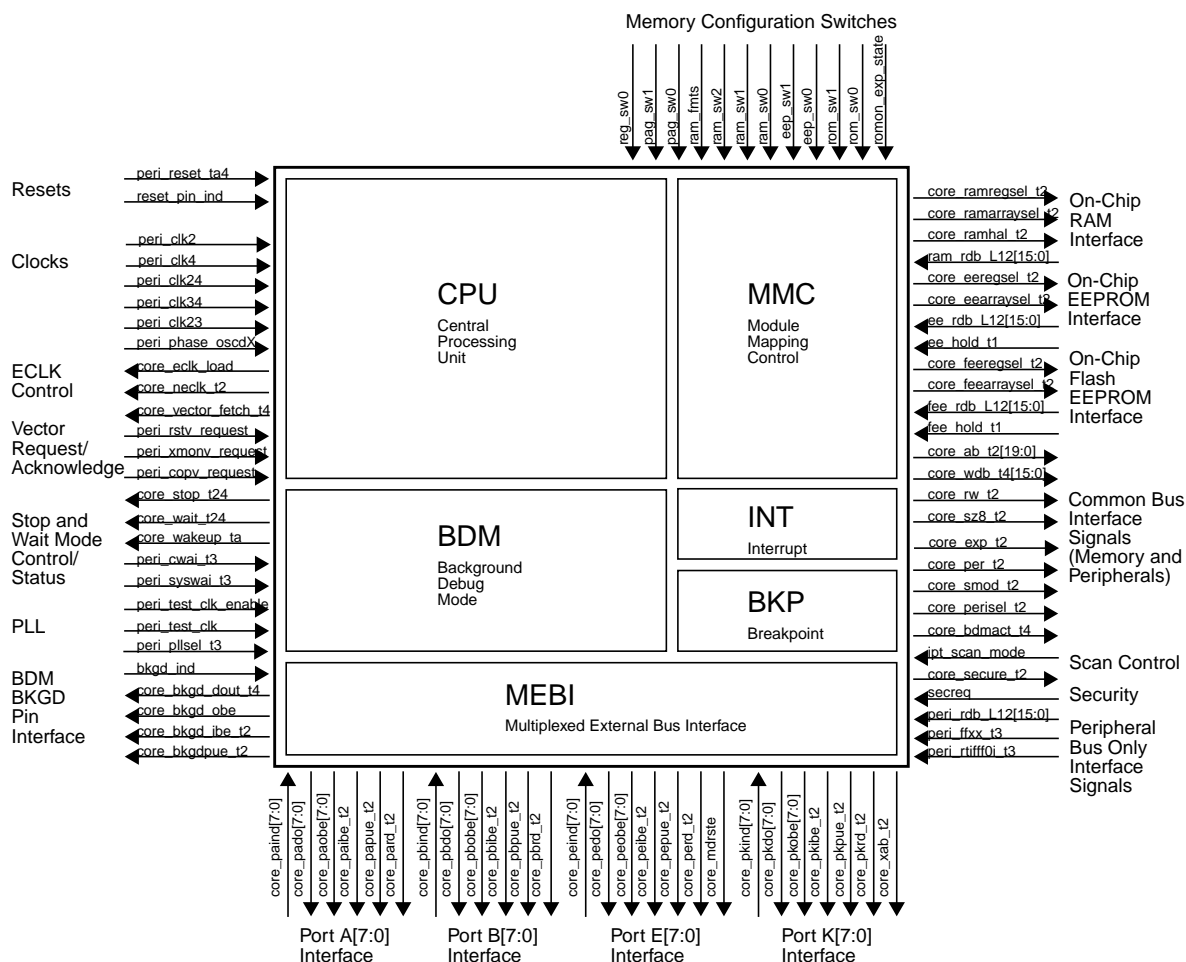 Memory Configuration Switches
reg_sw0
pag_sw1
pag_sw0
ram_fmts
ram_sw2
ram_sw1
ram_sw0
eep_sw1
eep_sw0
rom_sw1
rom_sw0
romon_exp_state
Resets
peri_reset_ta4
reset_pin_ind
Clocks
peri_clk2
peri_clk4
peri_clk24
peri_clk34
peri_clk23
peri_phase_oscdX
ECLK
Control
core_eclk_load
core_neclk_t2
Vector
Request/
Acknowledge
core_vector_fetch_t4
peri_rstv_request
peri_xmonv_request
peri_copv_request
Stop and
Wait Mode
Control/
Status
core_stop_t24
core_wait_t24
core_wakeup_ta
peri_cwai_t3
peri_syswai_t3
PLL
peri_test_clk_enable
peri_test_clk
peri_pllsel_t3
BDM
BKGD
Pin
Interface
bkgd_ind
core_bkgd_dout_t4
core_bkgd_obe
core_bkgd_ibe_t2
core_bkgdpue_t2
CPU
Central
Processing
Unit
MMC
Module
Mapping
Control
BDM
Background
Debug
Mode
INT
Interrupt
BKP
Breakpoint
MEBI
Multiplexed External Bus Interface
core_ramregsel_t2
core_ramarraysel_t2
core_ramhal_t2
ram_rdb_L12[15:0]
On-Chip
RAM
Interface
core_eeregsel_t2
core_eearraysel_t2
ee_rdb_L12[15:0]
ee_hold_t1
On-Chip
EEPROM
Interface
core_feeregsel_t2
core_feearraysel_t2
fee_rdb_L12[15:0]
fee_hold_t1
On-Chip
Flash
EEPROM
Interface
core_ab_t2[19:0]
core_wdb_t4[15:0]
core_rw_t2
core_sz8_t2
core_exp_t2
core_per_t2
core_smod_t2
core_perisel_t2
core_bdmact_t4
Common Bus
Interface
Signals
(Memory and
Peripherals)
ipt_scan_mode
Scan Control
core_secure_t2
secreq
Security
peri_rdb_L12[15:0]
peri_ffxx_t3
peri_rtifff0i_t3
Peripheral
Bus Only
Interface
Signals
core_paind[7:0]
core_pado[7:0]
core_paobe[7:0]
core_paibe_t2
core_papue_t2
core_pard_t2
Port A[7:0]
Interface
core_pbind[7:0]
core_pbdo[7:0]
core_pbobe[7:0]
core_pbibe_t2
core_pbpue_t2
core_pbrd_t2
Port B[7:0]
Interface
core_peind[7:0]
core_pedo[7:0]
core_peobe[7:0]
core_peibe_t2
core_pepue_t2
core_perd_t2
core_mdrste
Port E[7:0]
Interface
core_pkind[7:0]
core_pkdo[7:0]
core_pkobe[7:0]
core_pkibe_t2
core_pkpue_t2
core_pkrd_t2
core_xab_t2
Port K[7:0]
Interface